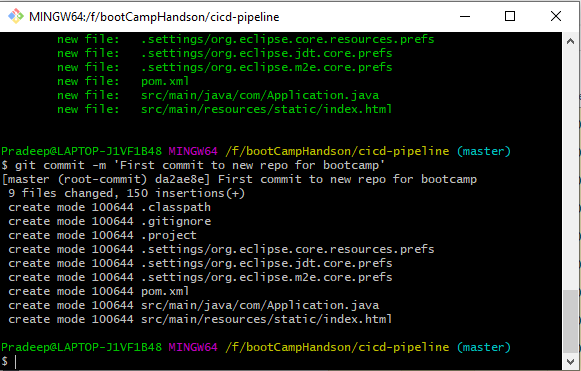 MINGW64:/f/bootCampHandson/cicd-pipeline
new file:   .settings/org.eclipse.core.resources.prefs
new file:   .settings/org.eclipse.jdt.core.prefs
new file:   .settings/org.eclipse.m2e.core.prefs
new file:   pom.xml
new file:   src/main/java/com/Application.java
new file:   src/main/resources/static/index.html
Pradeep@LAPTOP-J1VF1B48 MINGW64 /f/bootCampHandson/cicd-pipeline (master)
$ git commit -m 'First commit to new repo for bootcamp'
[master (root-commit) da2ae8e] First commit to new repo for bootcamp
9 files changed, 150 insertions(+)
create mode 100644 .classpath
create mode 100644 .gitignore
create mode 100644 .project
create mode 100644 .settings/org.eclipse.core.resources.prefs
create mode 100644 .settings/org.eclipse.jdt.core.prefs
create mode 100644 .settings/org.eclipse.m2e.core.prefs
create mode 100644 pom.xml
create mode 100644 src/main/java/com/Application.java
create mode 100644 src/main/resources/static/index.html
Pradeep@LAPTOP-J1VF1B48 MINGW64 /f/bootCampHandson/cicd-pipeline (master)
$